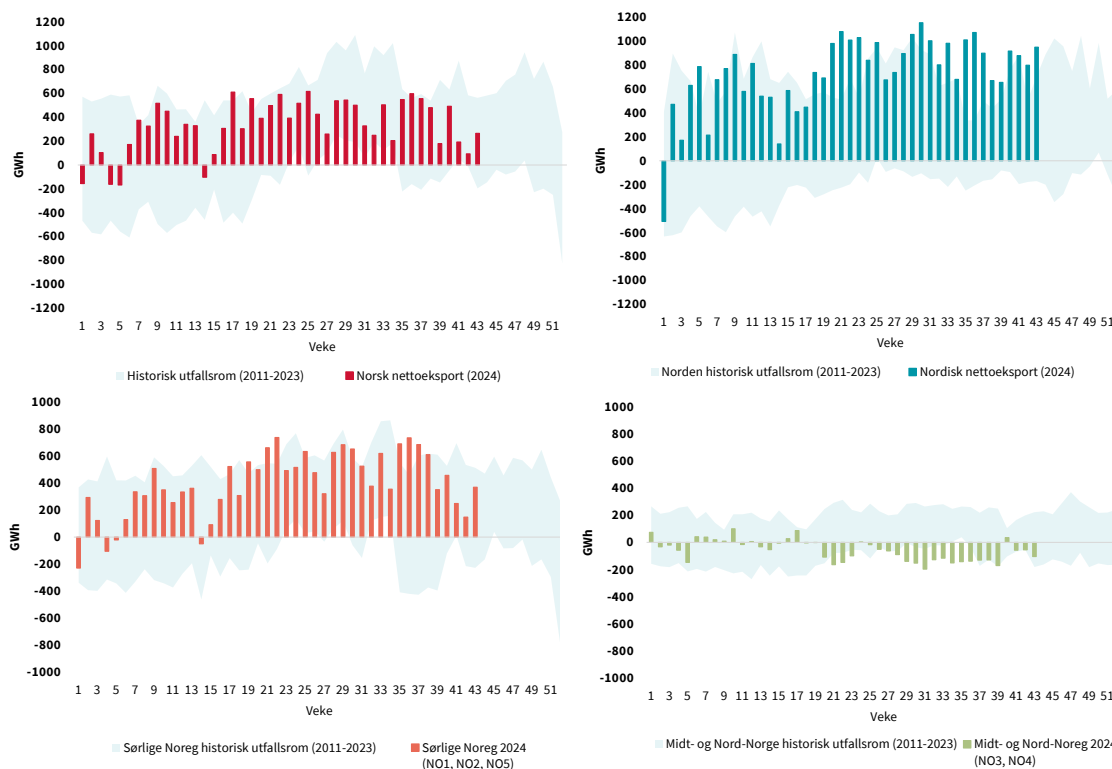 1200
1000
800
600
400
200
0
-200
-400
-600
-800
-1000
-1200
GWh
1 3 5 7 9 11 13 15 17 19 21 23 25 27 29 31 33 35 37 39 41 43 45 47 49 51
Veke
Historisk utfallsrom (2011-2023) Norsk nettoeksport (2024)
1200
1000
800
600
400
200
0
-200
-400
-600
-800
-1000
-1200
GWh
1 3 5 7 9 11 13 15 17 19 21 23 25 27 29 31 33 35 37 39 41 43 45 47 49 51
Veke
Norden historisk utfallsrom (2011-2023) Nordisk nettoeksport (2024)
1000
800
600
400
200
0
-200
-400
-600
-800
-1000
GWh
1 3 5 7 9 11 13 15 17 19 21 23 25 27 29 31 33 35 37 39 41 43 45 47 49 51
Veke
Sørlige Noreg historisk utfallsrom (2011-2023) Sørlige Noreg 2024
(NO1, NO2, NO5)
1000
800
600
400
200
0
-200
-400
-600
-800
-1000
GWh
1 3 5 7 9 11 13 15 17 19 21 23 25 27 29 31 33 35 37 39 41 43 45 47 49 51
Veke
Midt- og Nord-Norge historisk utfallsrom (2011-2023) Midt- og Nord-Noreg 2024
(NO3, NO4)